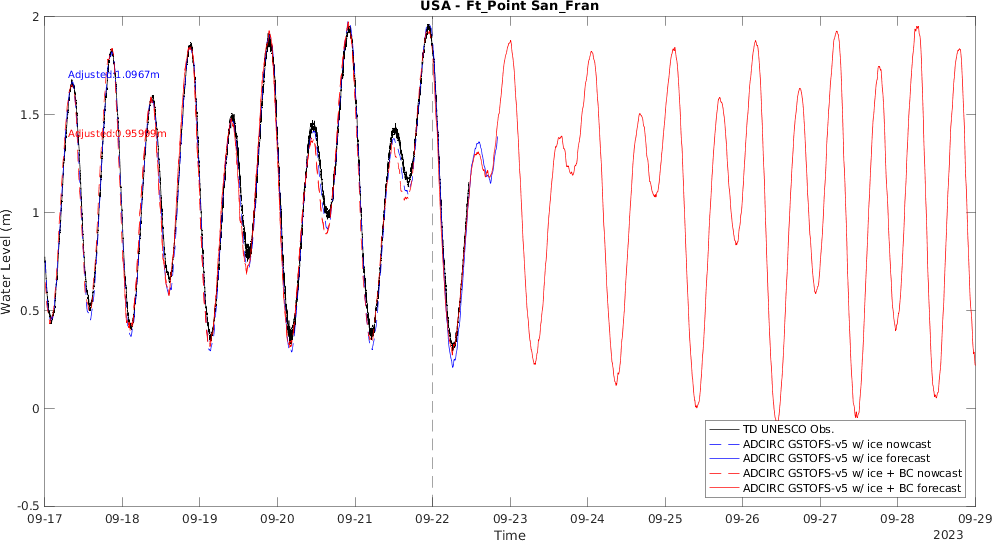 USA - Ft_Point San_Fran
Adjusted:1.0967m
Adjusted:0.95909m
Water Level (m)
2
1.5
1
0.5
0
-0.5
TD UNESCO Obs.
ADCIRC GSTOFS-v5 w/ ice nowcast
ADCIRC GSTOFS-v5 w/ ice forecast
ADCIRC GSTOFS-v5 w/ ice + BC nowcast
ADCIRC GSTOFS-v5 w/ ice + BC forecast
09-17 09-18 09-19 09-20 09-21 09-22 09-23 09-24 09-25 09-26 09-27 09-28 09-29
Time
2023